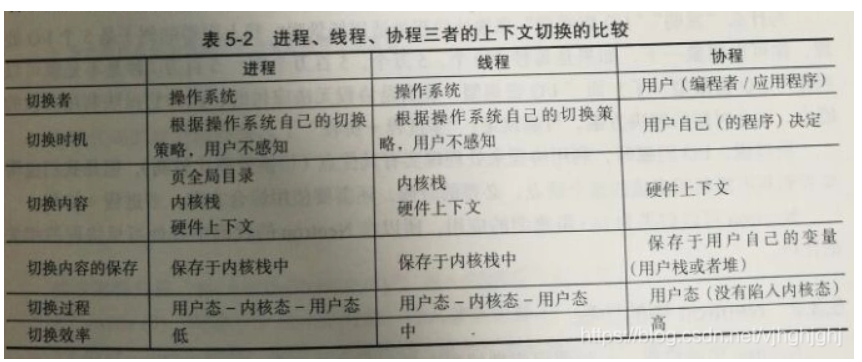 表 5-2 进程、线程、协程三者的上下文切换的比较
进程 线程 协程
切换者 操作系统 操作系统 用户（编程者/应用程序）
切换时机 根据操作系统自己的切换策略，用户不感知 根据操作系统自己的切换策略，用户不感知 用户自己（的程序）决定
切换内容 页全局目录 内核栈 硬件上下文 内核栈 硬件上下文 硬件上下文
切换内容的保存 保存于内核栈中 保存于内核栈中 保存于用户自己的变量（用户栈或者堆）
切换过程 用户态－内核态－用户态 用户态－内核态－用户态 用户态（没有陷入内核态）
切换效率 低 中 高
https://blog.csdn.net/vjhghjghj